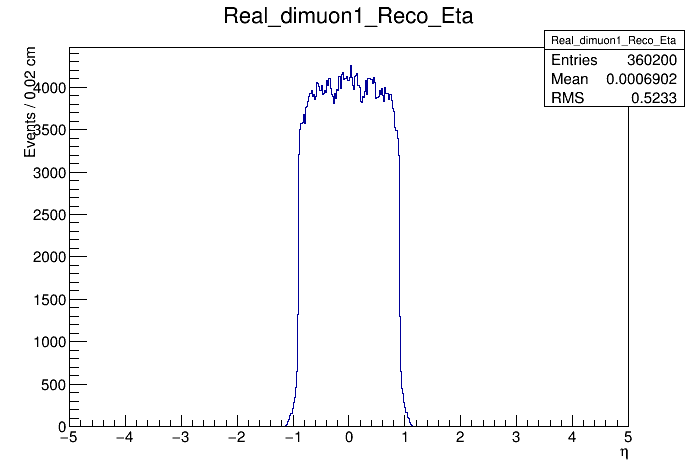 Real_dimuon1_Reco_Eta
Real_dimuon1_Reco_Eta
Entries 360200
Mean 0.0006902
RMS 0.5233
Events / 0.02 cm
4000
3500
3000
2500
2000
1500
1000
500
0
−5 −4 −3 −2 −1 0 1 2 3 4 5
η